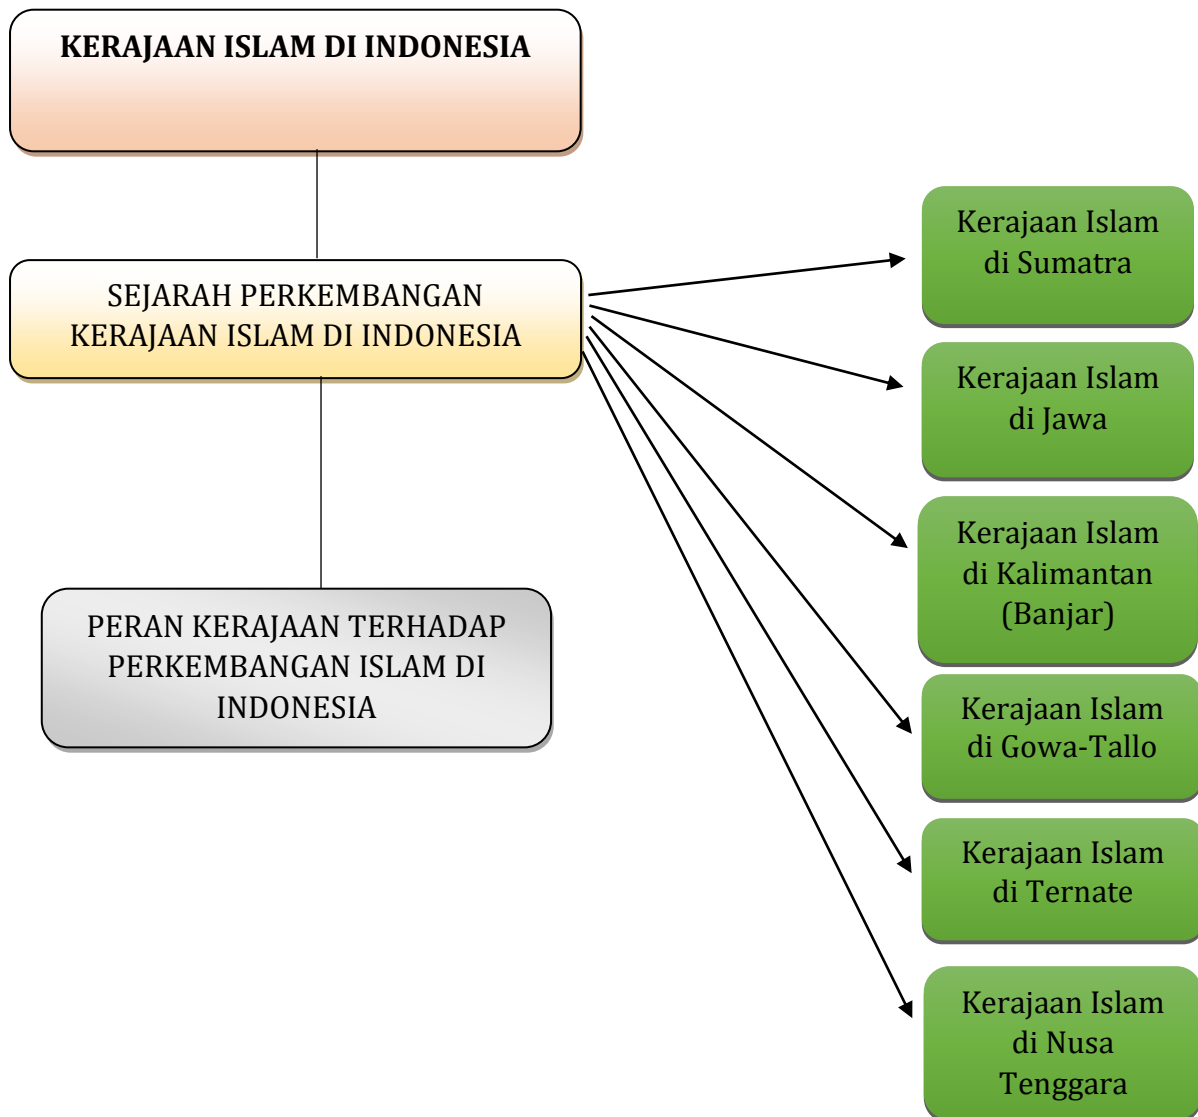 KERAJAAN ISLAM DI INDONESIA
SEJARAH PERKEMBANGAN
KERAJAAN ISLAM DI INDONESIA
PERAN KERAJAAN TERHADAP
PERKEMBANGAN ISLAM DI
INDONESIA
Kerajaan Islam
di Sumatra
Kerajaan Islam
di Jawa
Kerajaan Islam
di Kalimantan
(Banjar)
Kerajaan Islam
di Gowa-Tallo
Kerajaan Islam
di Ternate
Kerajaan Islam
di Nusa
Tenggara